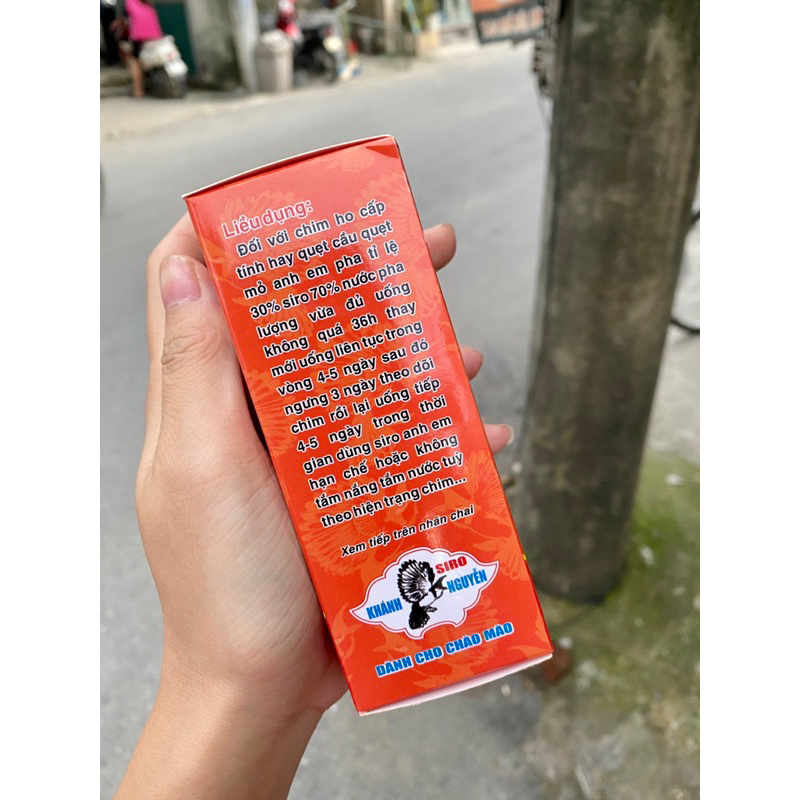 Liều dụng:
Đối với chim ho cấp
tính hay quẹt cầu quẹt
mỏ anh em pha tỉ lệ
30% siro 70% nước pha
lượng vừa đủ uống
không quá 36h thay
mới uống liên tục trong
vòng 4-5 ngày sau đó
ngưng 3 ngày theo dõi
chim rồi lại uống tiếp
4-5 ngày trong thời
gian dùng siro anh em
hạn chế hoặc không
tắm nắng tắm nước tuỳ
theo hiện trạng chim...
Xem tiếp trên nhãn chai
SIRO
KHÁNH NGUYỄN
DÀNH CHO CHÀO MÀO